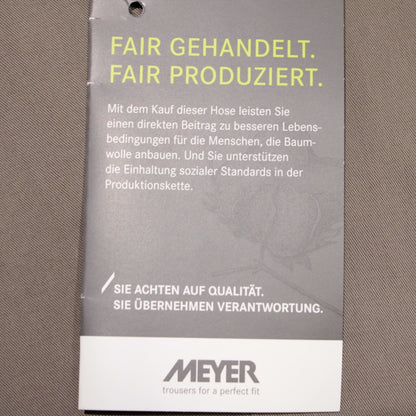 FAIR GEHANDELT.
FAIR PRODUZIERT.
Mit dem Kauf dieser Hose leisten Sie
einen direkten Beitrag zu besseren Lebens-
bedingungen für die Menschen, die Baum-
wolle anbauen. Und Sie unterstützen
die Einhaltung sozialer Standards in der
Produktionskette.
SIE ACHTEN AUF QUALITÄT.
SIE ÜBERNEHMEN VERANTWORTUNG.
MEYER
trousers for a perfect fit